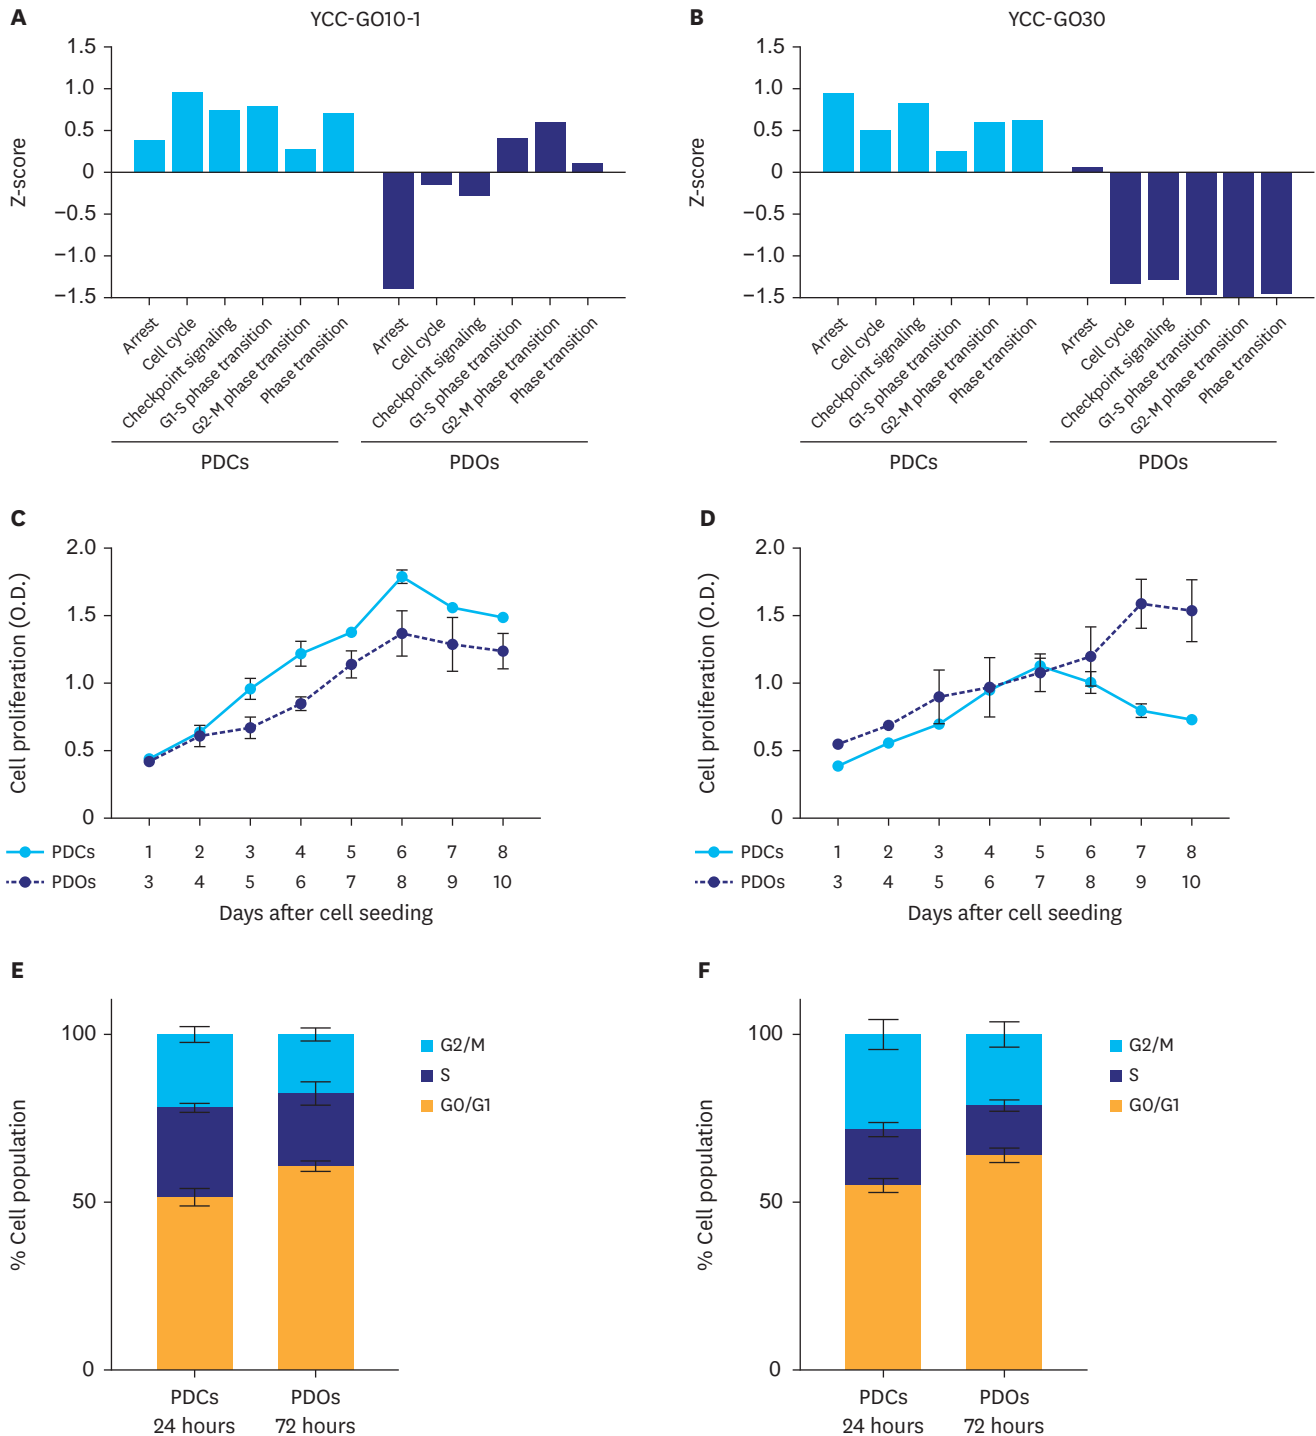 A
YCC-GO10-1
1.5
1.0
0.5
0
−0.5
−1.0
−1.5
Z-score
Arrest
Cell cycle
Checkpoint signaling
G1-S phase transition
G2-M phase transition
Phase transition
Arrest
Cell cycle
Checkpoint signaling
G1-S phase transition
G2-M phase transition
Phase transition
PDCs
PDOs
B
YCC-GO30
1.5
1.0
0.5
0
−0.5
−1.0
−1.5
Z-score
Arrest
Cell cycle
Checkpoint signaling
G1-S phase transition
G2-M phase transition
Phase transition
Arrest
Cell cycle
Checkpoint signaling
G1-S phase transition
G2-M phase transition
Phase transition
PDCs
PDOs
C
2.0
1.5
1.0
0.5
0
Cell proliferation (O.D.)
PDCs 1 2 3 4 5 6 7 8
PDOs 3 4 5 6 7 8 9 10
Days after cell seeding
D
2.0
1.5
1.0
0.5
0
Cell proliferation (O.D.)
PDCs 1 2 3 4 5 6 7 8
PDOs 3 4 5 6 7 8 9 10
Days after cell seeding
E
100
50
0
% Cell population
G2/M
S
G0/G1
PDCs
24 hours
PDOs
72 hours
F
100
50
0
% Cell population
G2/M
S
G0/G1
PDCs
24 hours
PDOs
72 hours